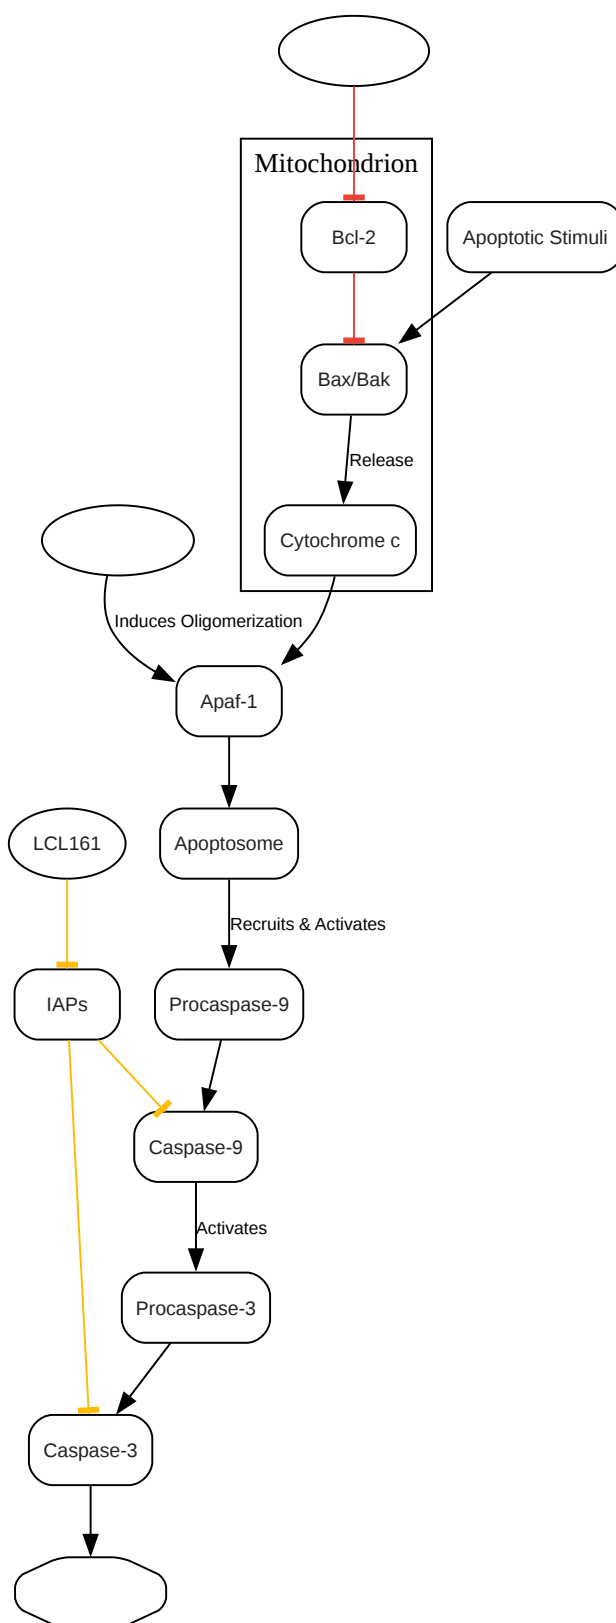 Mitochondrion
Bcl-2
Apoptotic Stimuli
Bax/Bak
Release
Cytochrome c
Induces Oligomerization
Apaf-1
LCL161
Apoptosome
Recruits & Activates
IAPs
Procaspase-9
Caspase-9
Activates
Procaspase-3
Caspase-3